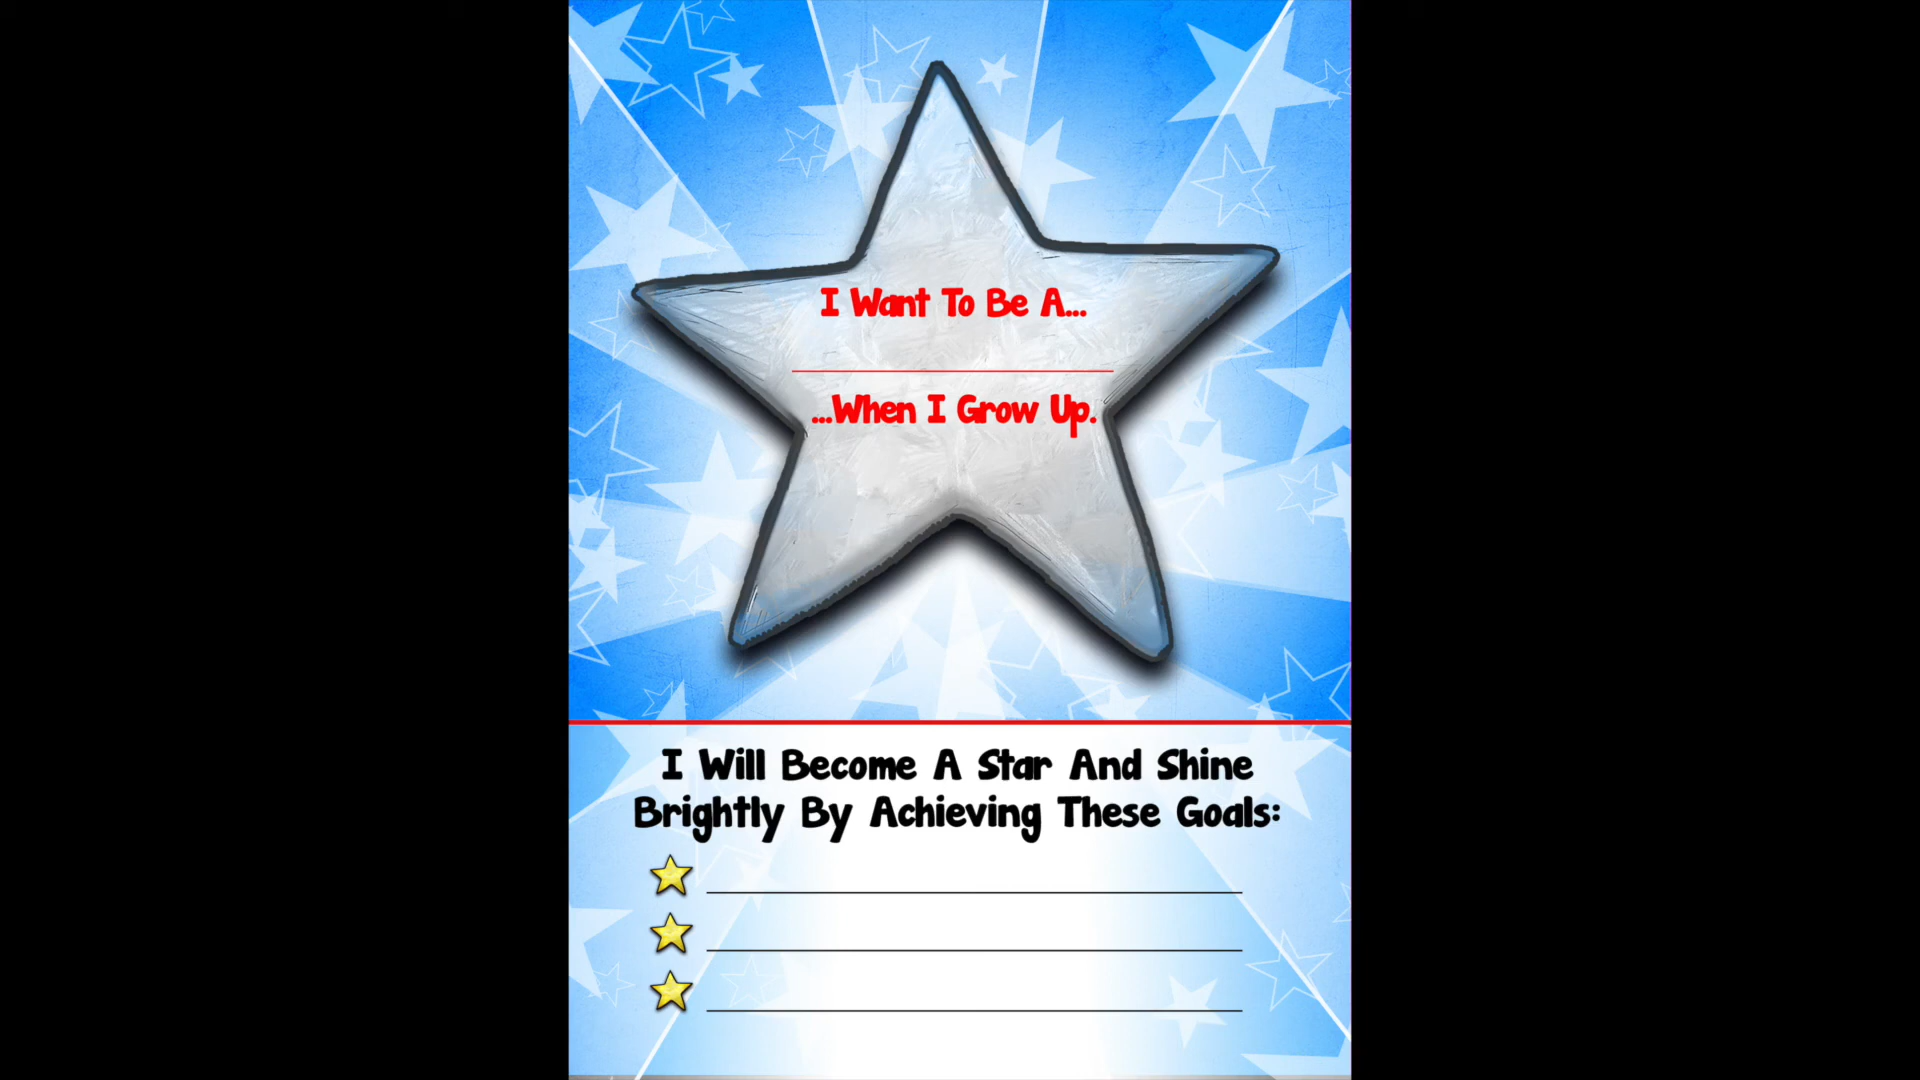 I Want To Be A...
...When I Grow Up.
I Will Become A Star And Shine
Brightly By Achieving These Goals: